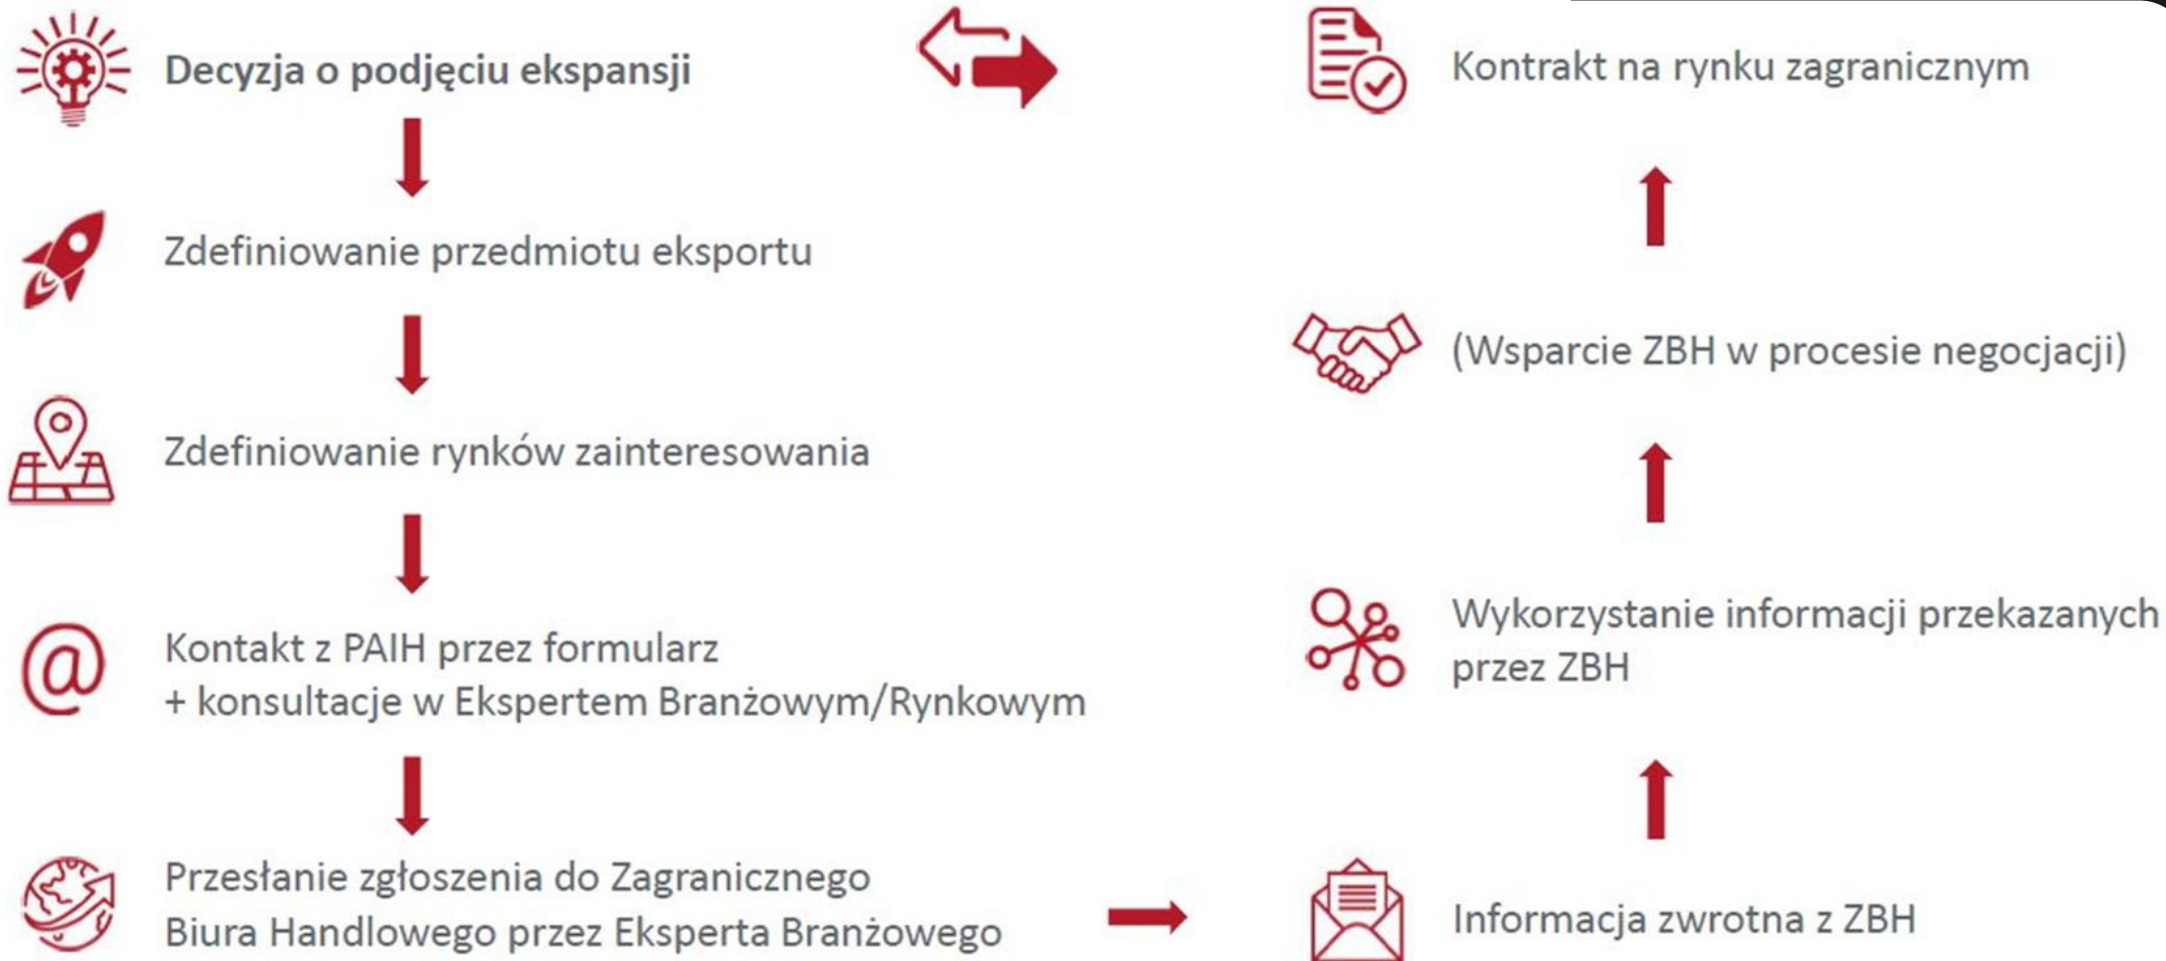 Decyzja o podjęciu ekspansji
Zdefiniowanie przedmiotu eksportu
Zdefiniowanie rynków zainteresowania
@
Kontakt z PAIH przez formularz
+ konsultacje w Ekspertem Branżowym/Rynkowym
Przesłanie zgłoszenia do Zagranicznego
Biura Handlowego przez Eksperta Branżowego
Informacja zwrotna z ZBH
Wykorzystanie informacji przekazanych
przez ZBH
(Wsparcie ZBH w procesie negocjacji)
Kontrakt na rynku zagranicznym